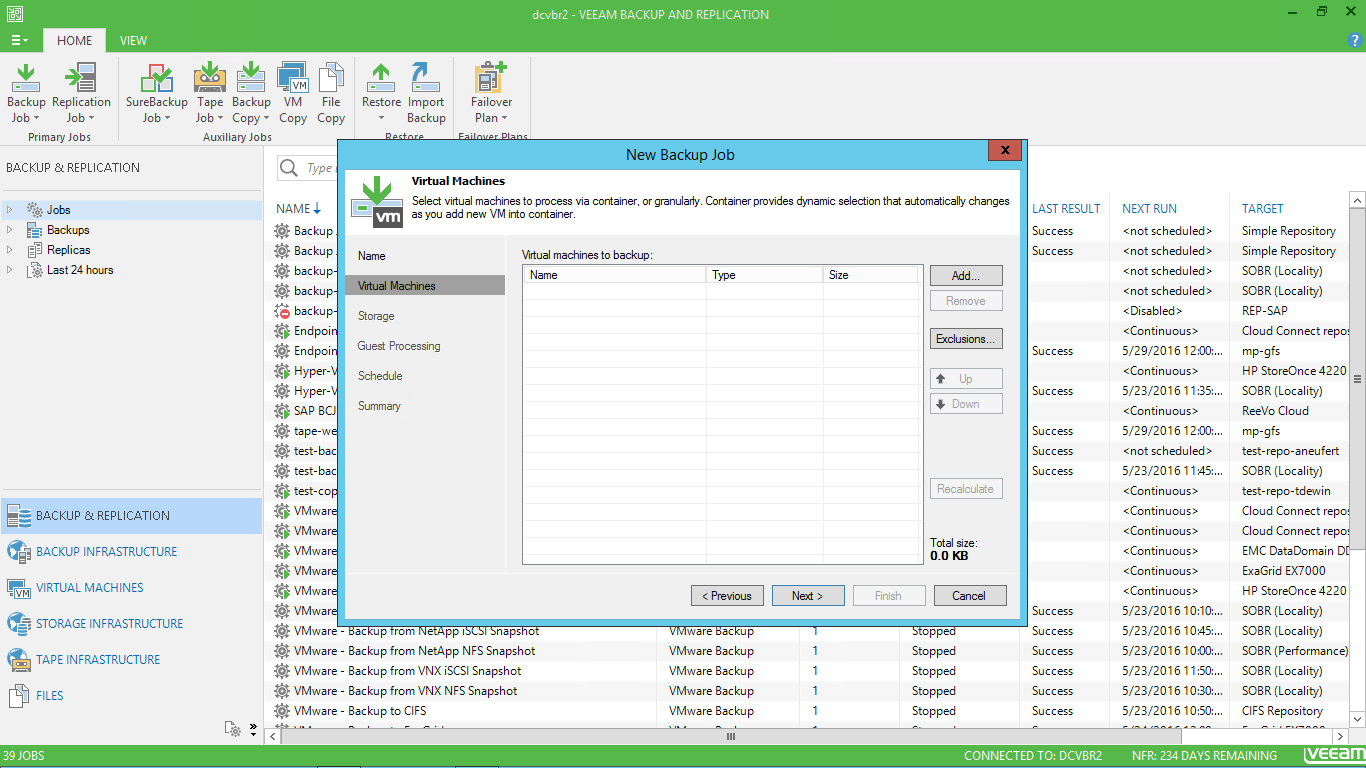 dcvbr2 - VEEAM BACKUP AND REPLICATION
HOME VIEW
Backup Job
Replication Job
Primary Jobs
SureBackup Job
Tape Job
Backup Copy
VM Copy
File Copy
Auxiliary Jobs
Restore
Import Backup
Restore
Failover Plan
Failover Plans
BACKUP & REPLICATION
Jobs
Backups
Replicas
Last 24 hours
BACKUP & REPLICATION
BACKUP INFRASTRUCTURE
VIRTUAL MACHINES
STORAGE INFRASTRUCTURE
TAPE INFRASTRUCTURE
FILES
Type
NAME LAST RESULT NEXT RUN TARGET
Backup Success <not scheduled> Simple Repository
Backup Success <not scheduled> Simple Repository
backup- <not scheduled> SOBR (Locality)
backup- <not scheduled> SOBR (Locality)
backup- <Disabled> REP-SAP
Endpoin <Continuous> Cloud Connect repos
Endpoin Success 5/29/2016 12:00:... mp-gfs
Hyper-V <Continuous> HP StoreOnce 4220
Hyper-V Success 5/23/2016 11:35:... SOBR (Locality)
SAP BCJ <Continuous> ReeVo Cloud
tape-we Success 5/29/2016 12:00:... mp-gfs
test-bac Success <not scheduled> test-repo-aneufert
test-bac Success 5/23/2016 11:45:... SOBR (Locality)
test-cop <Continuous> test-repo-tdewin
VMware <Continuous> Cloud Connect repos
VMware <Continuous> Cloud Connect repos
VMware <Continuous> EMC DataDomain DD
VMware <Continuous> ExaGrid EX7000
VMware <Continuous> HP StoreOnce 4220
VMware Success 5/23/2016 10:10:... SOBR (Locality)
VMware - Backup from NetApp iSCSI Snapshot VMware Backup 1 Stopped Success 5/23/2016 10:45:... SOBR (Locality)
VMware - Backup from NetApp NFS Snapshot VMware Backup 1 Stopped Success 5/23/2016 10:00:... SOBR (Performance)
VMware - Backup from VNX iSCSI Snapshot VMware Backup 1 Stopped Success 5/23/2016 11:50:... SOBR (Locality)
VMware - Backup from VNX NFS Snapshot VMware Backup 1 Stopped Success 5/23/2016 10:30:... SOBR (Locality)
VMware - Backup to CIFS VMware Backup 1 Stopped Success 5/23/2016 10:50:... CIFS Repository
New Backup Job
x
vm
Virtual Machines
Select virtual machines to process via container, or granularly. Container provides dynamic selection that automatically changes
as you add new VM into container.
Name
Virtual Machines
Storage
Guest Processing
Schedule
Summary
Virtual machines to backup:
Name Type Size
Add...
Remove
Exclusions...
Up
Down
Recalculate
Total size:
0.0 KB
< Previous Next > Finish Cancel
39 JOBS CONNECTED TO: DCVBR2 NFR: 234 DAYS REMAINING veeam